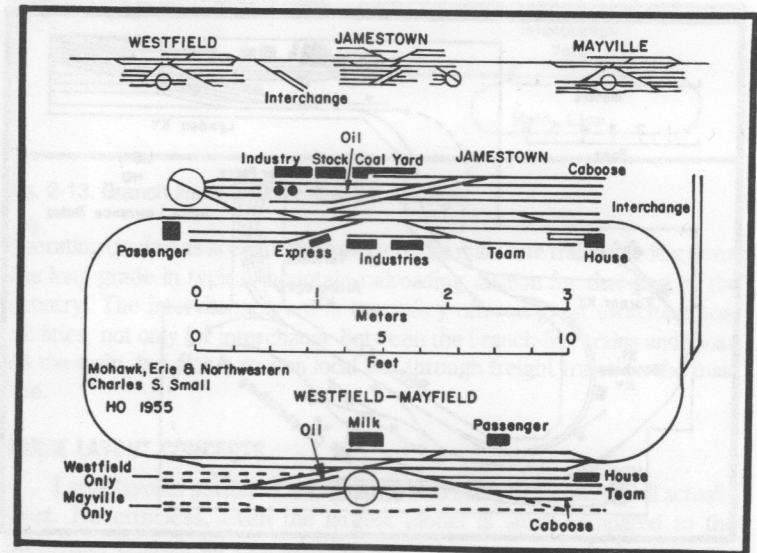 WESTFIELD JAMESTOWN MAYVILLE
Interchange
Oil
Industry Stock Coal Yard JAMESTOWN Caboose
Interchange
Passenger Express Industries Team House
0 1 2 3
Meters
0 5 10
Feet
Mohawk, Erie & Northwestern
Charles S. Small
HO 1955
WESTFIELD-MAYFIELD
Milk Passenger
Oil
Westfield
Only
Mayville
Only
House
Team
Caboose